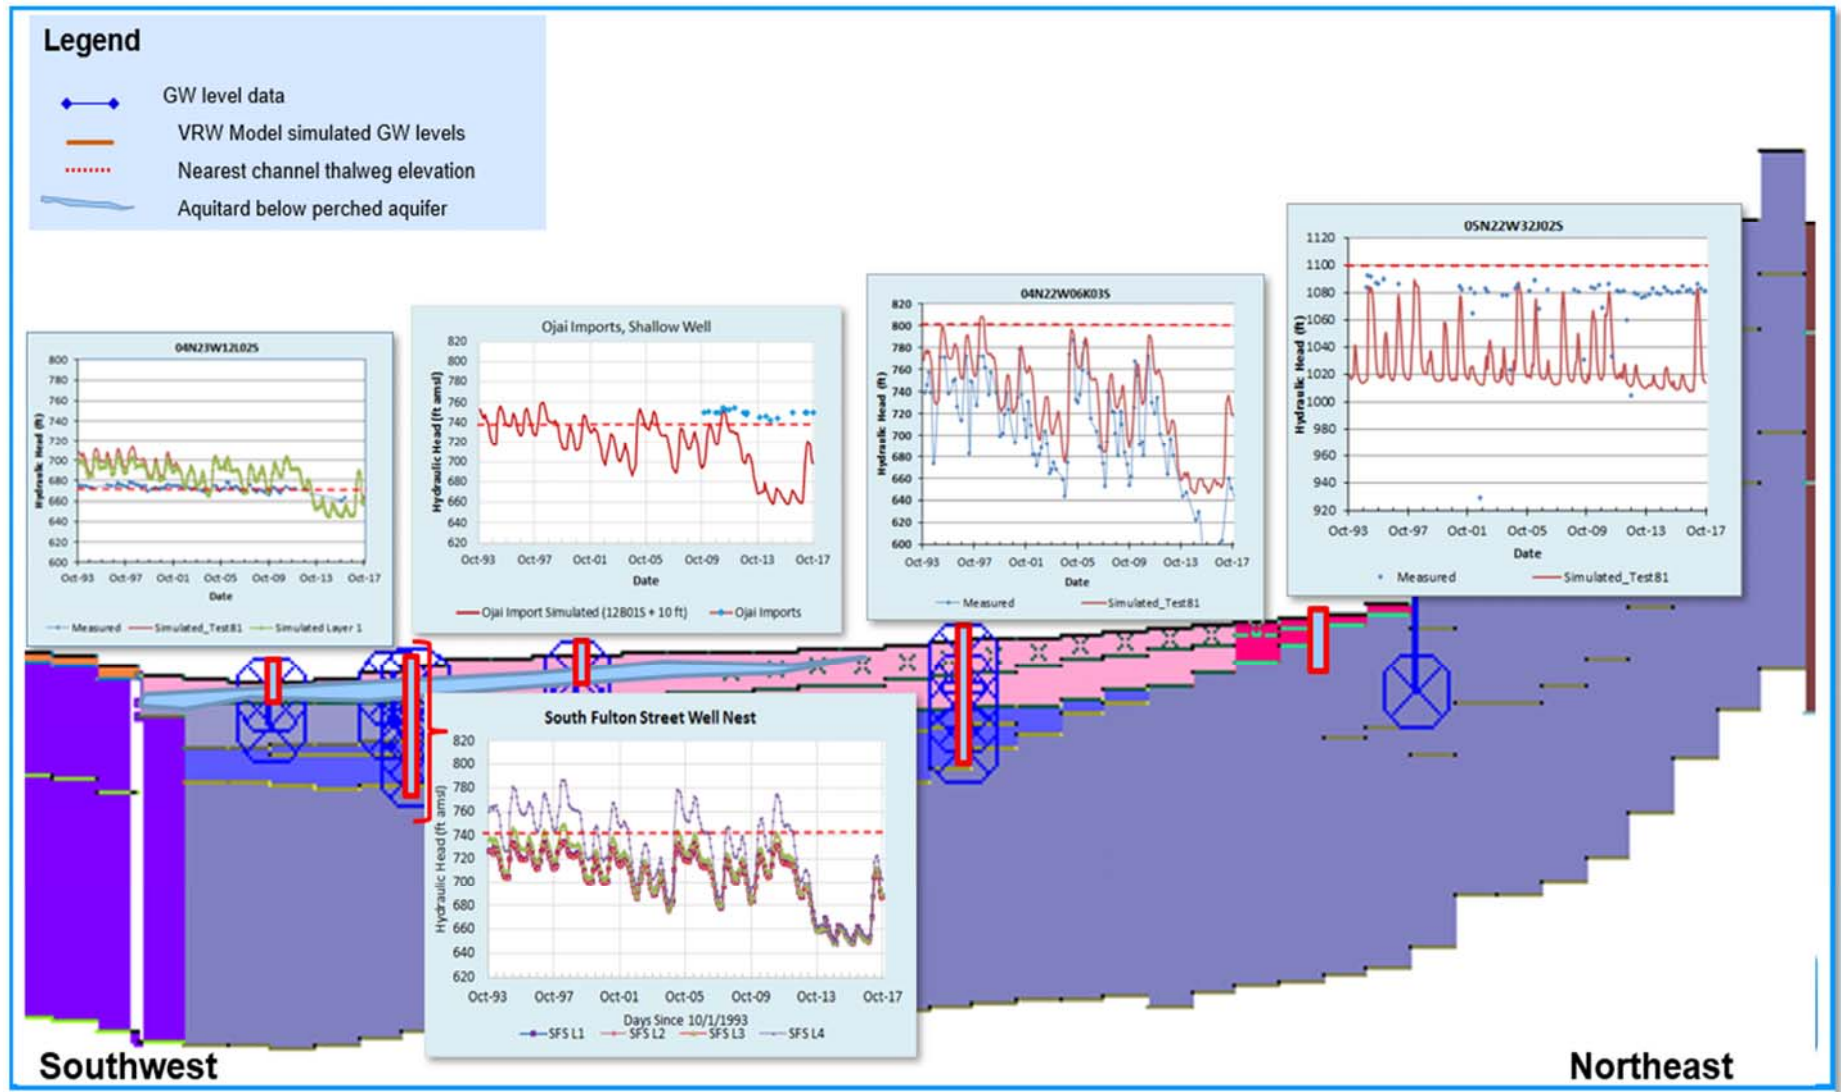 Legend
GW level data
VRW Model simulated GW levels
Nearest channel thalweg elevation
Aquitard below perched aquifer
04N23W12L02S
Hydraulic Head (ft)
800
780
760
740
720
700
680
660
640
620
600
Oct-93 Oct-97 Oct-01 Oct-05 Oct-09 Oct-13 Oct-17
Date
Measured Simulated_Test81 Simulated Layer 1
Ojai Imports, Shallow Well
Hydraulic Head (ft amsl)
820
800
780
760
740
720
700
680
660
640
620
Oct-93 Oct-97 Oct-01 Oct-05 Oct-09 Oct-13 Oct-17
Date
Ojai Import Simulated (12B01S + 10 ft) Ojai Imports
04N22W06K03S
Hydraulic Head (ft)
820
800
780
760
740
720
700
680
660
640
620
600
Oct-93 Oct-97 Oct-01 Oct-05 Oct-09 Oct-13 Oct-17
Date
Measured Simulated_Test81
05N22W32J02S
Hydraulic Head (ft)
1120
1100
1080
1060
1040
1020
1000
980
960
940
920
Oct-93 Oct-97 Oct-01 Oct-05 Oct-09 Oct-13 Oct-17
Date
Measured Simulated_Test81
South Fulton Street Well Nest
Hydraulic Head (ft amsl)
820
800
780
760
740
720
700
680
660
640
620
Oct-93 Oct-97 Oct-01 Oct-05 Oct-09 Oct-13 Oct-17
Days Since 10/1/1993
SFS L1 SFS L2 SFS L3 SFS L4
Southwest
Northeast